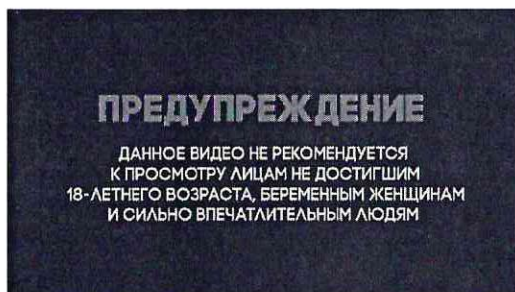 ПРЕДУПРЕЖДЕНИЕ
ДАННОЕ ВИДЕО НЕ РЕКОМЕНДУЕТСЯ
К ПРОСМОТРУ ЛИЦАМ НЕ ДОСТИГШИМ
18-ЛЕТНЕГО ВОЗРАСТА, БЕРЕМЕННЫМ ЖЕНЩИНАМ
И СИЛЬНО ВПЕЧАТЛИТЕЛЬНЫМ ЛЮДЯМ